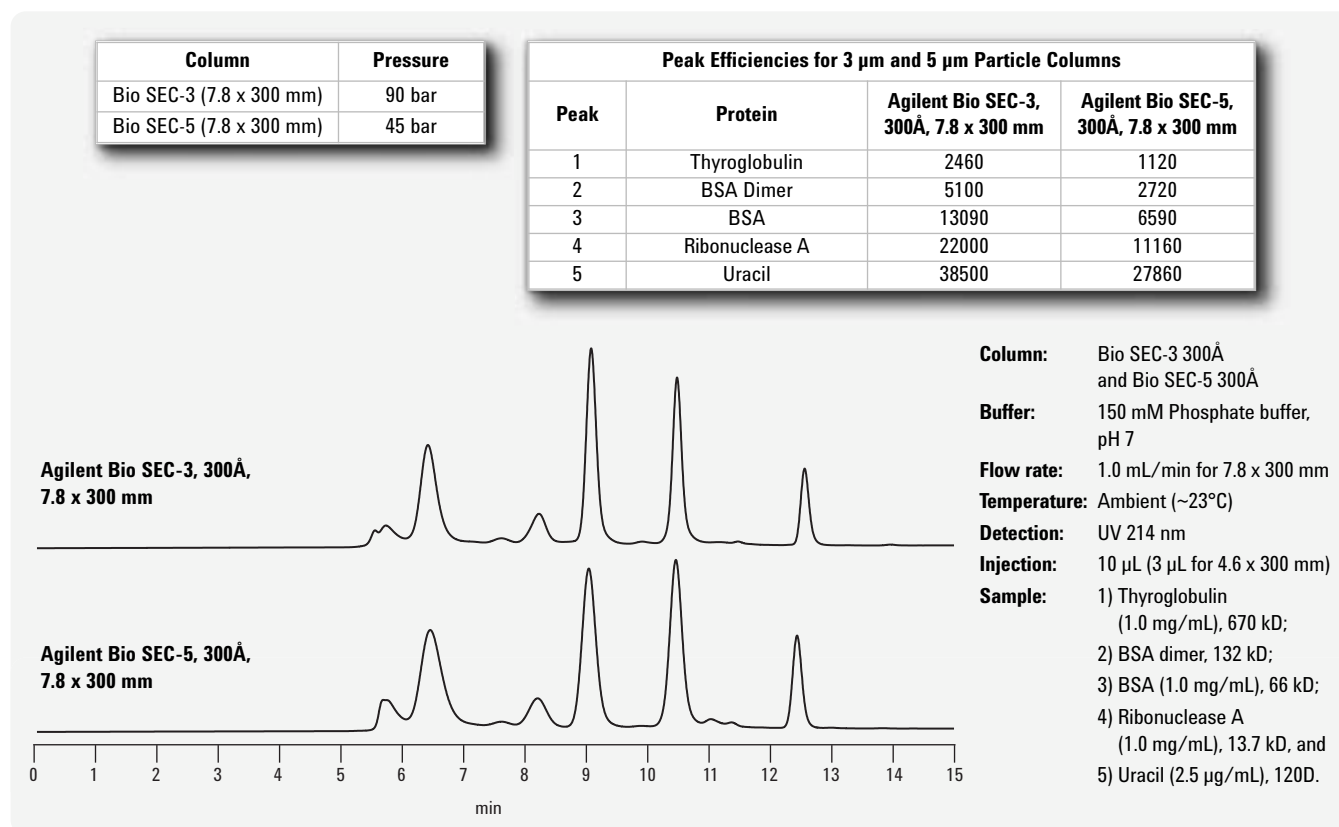 Column Pressure
Bio SEC-3 (7.8 x 300 mm) 90 bar
Bio SEC-5 (7.8 x 300 mm) 45 bar
Peak Efficiencies for 3 µm and 5 µm Particle Columns
Peak Protein Agilent Bio SEC-3, 300Å, 7.8 x 300 mm Agilent Bio SEC-5, 300Å, 7.8 x 300 mm
1 Thyroglobulin 2460 1120
2 BSA Dimer 5100 2720
3 BSA 13090 6590
4 Ribonuclease A 22000 11160
5 Uracil 38500 27860
Agilent Bio SEC-3, 300Å,
7.8 x 300 mm
Agilent Bio SEC-5, 300Å,
7.8 x 300 mm
0 1 2 3 4 5 6 7 8 9 10 11 12 13 14 15
min
Column: Bio SEC-3 300Å
and Bio SEC-5 300Å
Buffer: 150 mM Phosphate buffer,
pH 7
Flow rate: 1.0 mL/min for 7.8 x 300 mm
Temperature: Ambient (~23°C)
Detection: UV 214 nm
Injection: 10 µL (3 µL for 4.6 x 300 mm)
Sample: 1) Thyroglobulin
(1.0 mg/mL), 670 kD;
2) BSA dimer, 132 kD;
3) BSA (1.0 mg/mL), 66 kD;
4) Ribonuclease A
(1.0 mg/mL), 13.7 kD, and
5) Uracil (2.5 µg/mL), 120D.